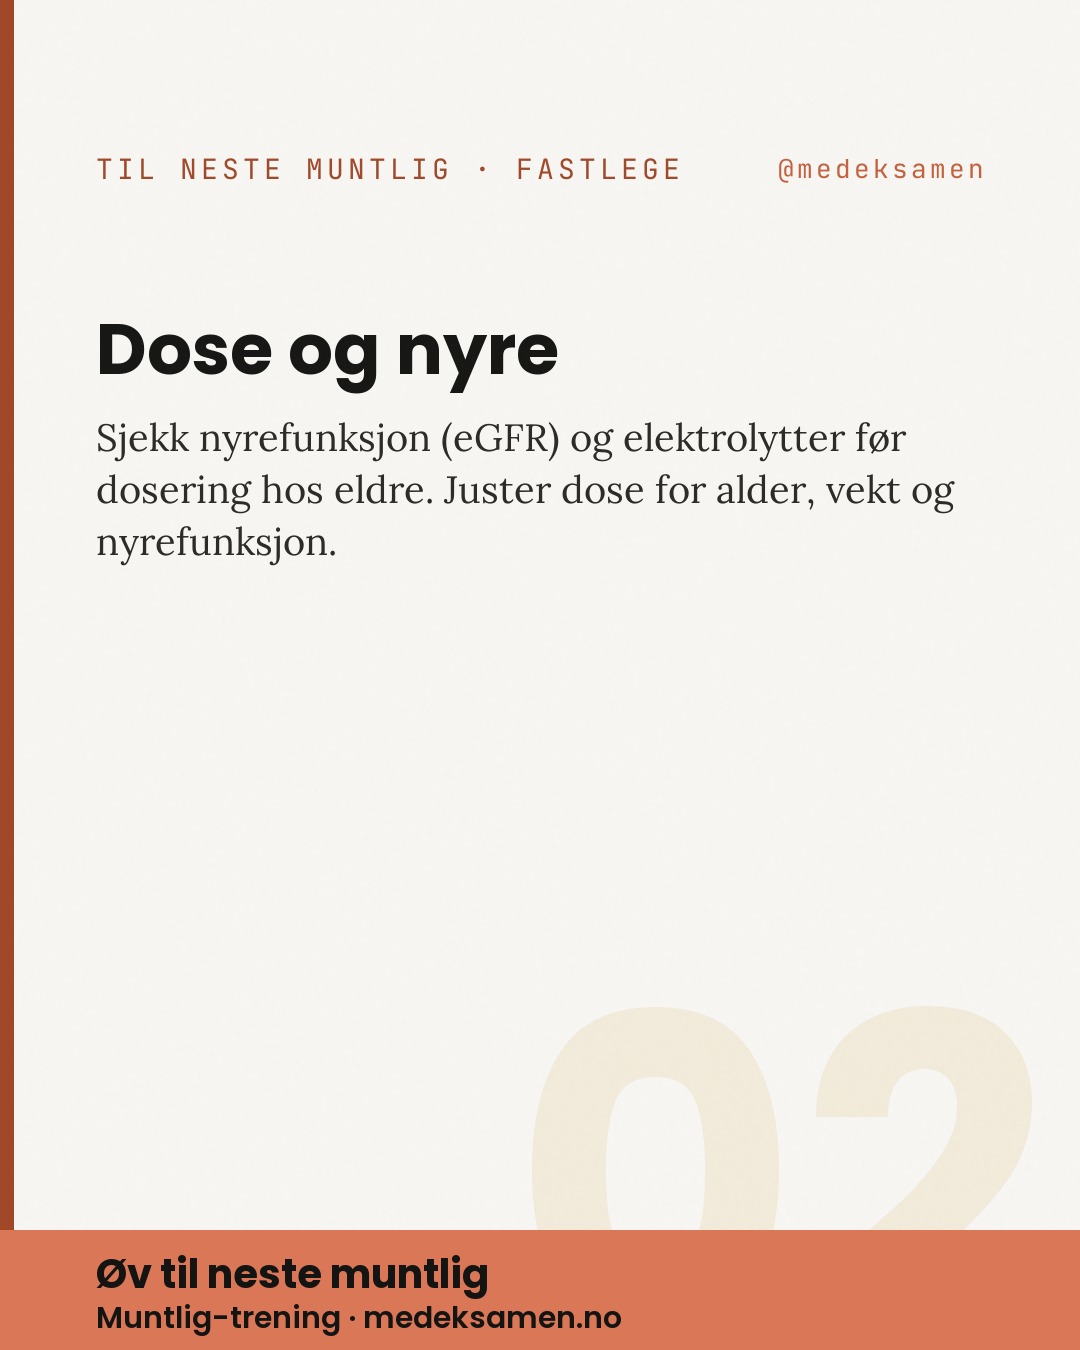 TIL NESTE MUNTLIG · FASTLEGE
@medeksamen
Dose og nyre
Sjekk nyrefunksjon (eGFR) og elektrolytter før
dosering hos eldre. Juster dose for alder, vekt og
nyrefunksjon.
02
Øv til neste muntlig
Muntlig-trening · medeksamen.no